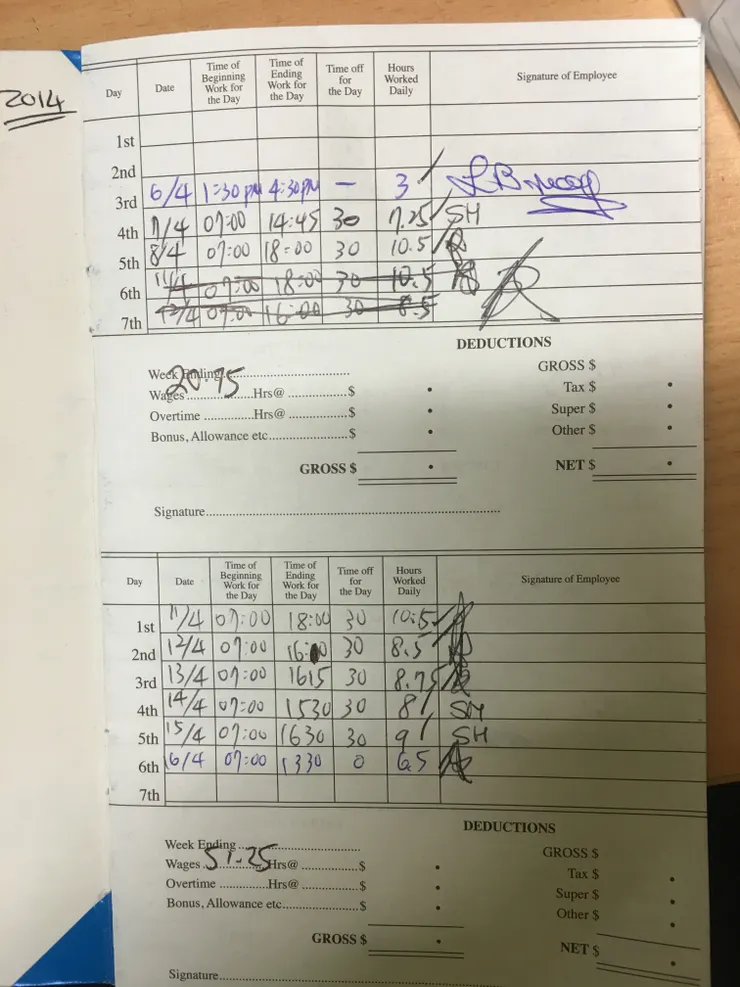 2014
Day Date Time of Beginning Work for the Day Time of Ending Work for the Day Time off for the Day Hours Worked Daily Signature of Employee
1st
2nd
3rd 6/4 1:30pm 4:30pm — 3
4th 7/4 07:00 14:45 30 7.25 SH
5th 8/4 07:00 18:00 30 10.5
6th 11/4 07:00 18:00 30 10.5
7th 12/4 07:00 16:00 30 8.5
DEDUCTIONS
Week Ending GROSS $
20.75
Wages Hrs@ $ . Tax $ .
Overtime Hrs@ $ . Super $ .
Bonus, Allowance etc $ . Other $ .
GROSS $ . NET $ .
Signature
Day Date Time of Beginning Work for the Day Time of Ending Work for the Day Time off for the Day Hours Worked Daily Signature of Employee
1st 11/4 07:00 18:00 30 10.5
2nd 12/4 07:00 16:00 30 8.5
3rd 13/4 07:00 1615 30 8.75
4th 14/4 07:00 1530 30 8 SH
5th 15/4 07:00 1630 30 9 SH
6th 16/4 07:00 1330 0 6.5
7th
DEDUCTIONS
Week Ending GROSS $
51.25
Wages Hrs@ $ . Tax $ .
Overtime Hrs@ $ . Super $ .
Bonus, Allowance etc $ . Other $ .
GROSS $ . NET $ .
Signature